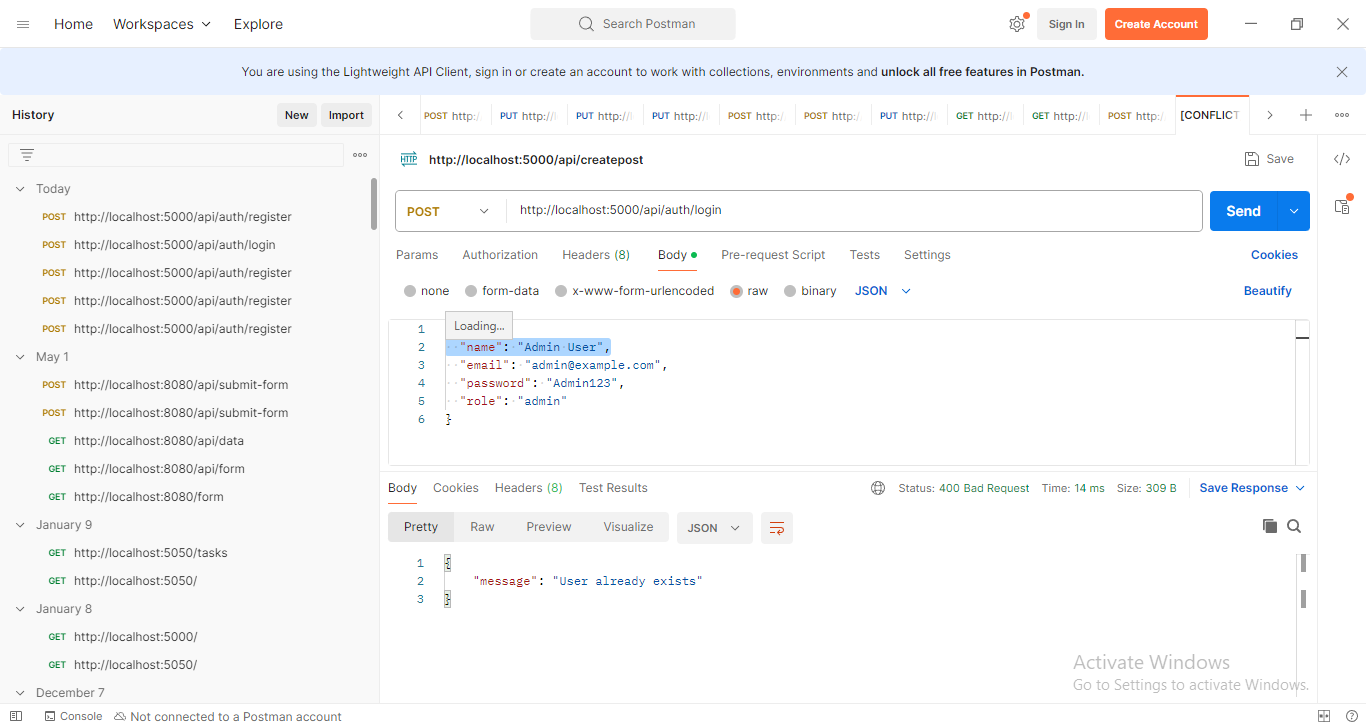 Home Workspaces Explore Search Postman Sign In Create Account
You are using the Lightweight API Client, sign in or create an account to work with collections, environments and unlock all free features in Postman.
History New Import
POST http:/ PUT http:// PUT http:// PUT http:// POST http:/ POST http:/ PUT http:// GET http:// GET http:// POST http:/ [CONFLICT
http://localhost:5000/api/createpost Save
Today
POST http://localhost:5000/api/auth/register
POST http://localhost:5000/api/auth/login
POST http://localhost:5000/api/auth/register
POST http://localhost:5000/api/auth/register
POST http://localhost:5000/api/auth/register
May 1
POST http://localhost:8080/api/submit-form
POST http://localhost:8080/api/submit-form
GET http://localhost:8080/api/data
GET http://localhost:8080/api/form
GET http://localhost:8080/form
January 9
GET http://localhost:5050/tasks
GET http://localhost:5050/
January 8
GET http://localhost:5000/
GET http://localhost:5050/
December 7
POST http://localhost:5000/api/auth/login Send
Params Authorization Headers (8) Body Pre-request Script Tests Settings Cookies
none form-data x-www-form-urlencoded raw binary JSON Beautify
1 Loading...
2 "name": "Admin User",
3 "email": "admin@example.com",
4 "password": "Admin123",
5 "role": "admin"
6 }
Body Cookies Headers (8) Test Results Status: 400 Bad Request Time: 14 ms Size: 309 B Save Response
Pretty Raw Preview Visualize JSON
1 {
2 "message": "User already exists"
3 }
Activate Windows
Go to Settings to activate Windows.
Console Not connected to a Postman account